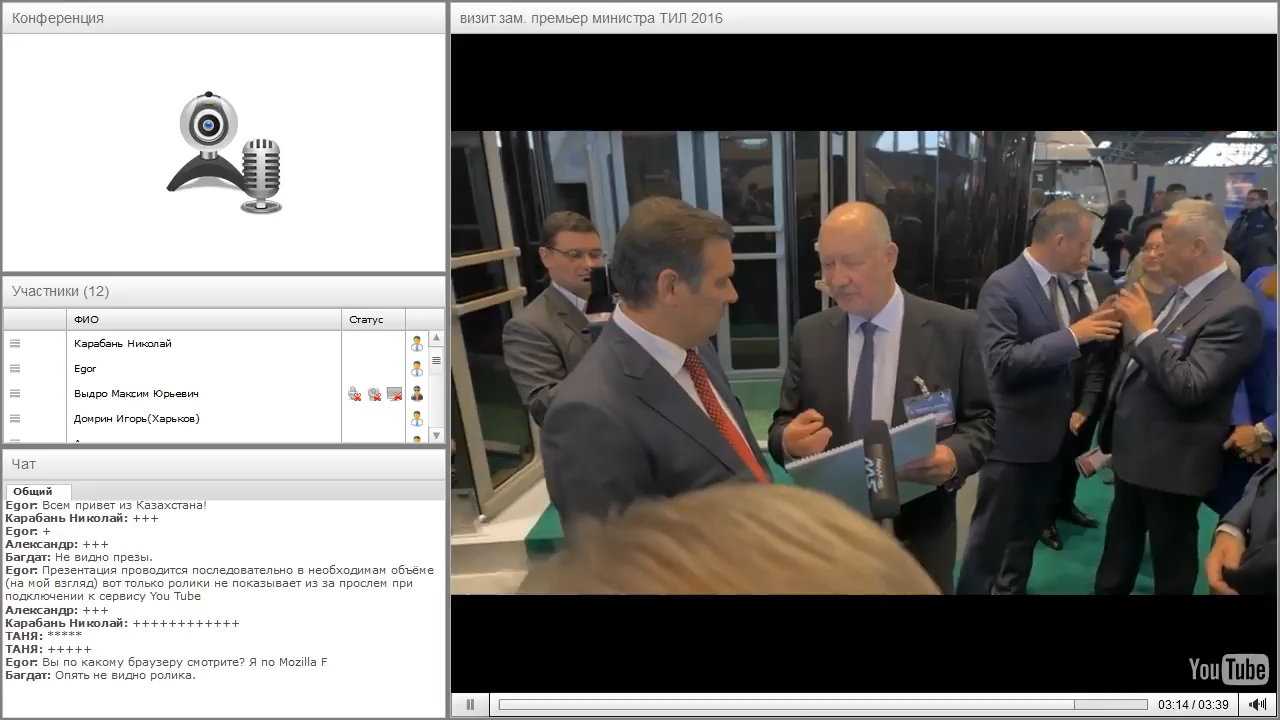 Конференция
визит зам. премьер министра ТИЛ 2016
Участники (12)
ФИО
Статус
Карабань Николай
Egor
Выдро Максим Юрьевич
Домрин Игорь(Харьков)
Чат
Общий
Egor: Всем привет из Казахстана!
Карабань Николай: +++
Egor: +
Александр: +++
Багдат: Не видно презы.
Egor: Презентация проводится последовательно в необходимам объёме
(на мой взгляд) вот только ролики не показывает из за прослем при
подключении к сервису You Tube
Александр: +++
Карабань Николай: ++++++++++++
ТАНЯ: *****
ТАНЯ: +++++
Egor: Вы по какому браузеру смотрите? Я по Mozilla F
Багдат: Опять не видно ролика.
SW
SkyWay
YouTube
03:14 / 03:39